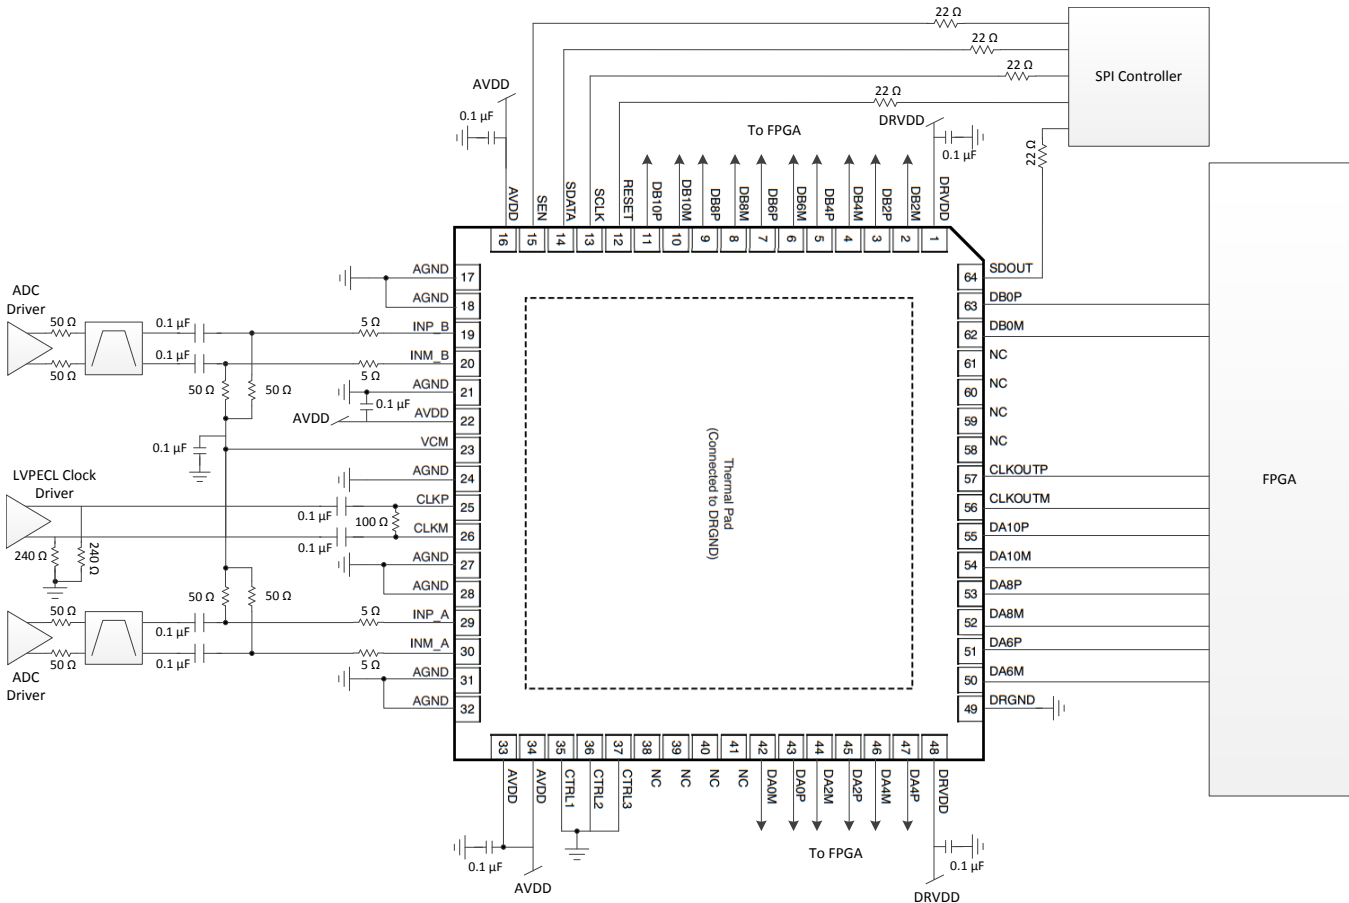 22 Ω
22 Ω
22 Ω
22 Ω
22 Ω
SPI Controller
AVDD
0.1 µF
To FPGA
DRVDD
0.1 µF
AVDD
SEN
SDATA
SCLK
RESET
DB10P
DB10M
DB8P
DB8M
DB6P
DB6M
DB4P
DB4M
DB2P
DB2M
DRVDD
16
15
14
13
12
11
10
9
8
7
6
5
4
3
2
1
AGND 17
AGND 18
INP_B 19
INM_B 20
AGND 21
AVDD 22
VCM 23
AGND 24
CLKP 25
CLKM 26
AGND 27
AGND 28
INP_A 29
INM_A 30
AGND 31
AGND 32
ADC
Driver
50 Ω
50 Ω
0.1 µF
0.1 µF
5 Ω
5 Ω
50 Ω
50 Ω
0.1 µF
AVDD
0.1 µF
LVPECL Clock
Driver
0.1 µF
100 Ω
0.1 µF
240 Ω
240 Ω
50 Ω
50 Ω
50 Ω
50 Ω
0.1 µF
0.1 µF
5 Ω
5 Ω
ADC
Driver
Thermal Pad
(Connected to DRGND)
64 SDOUT
63 DB0P
62 DB0M
61 NC
60 NC
59 NC
58 NC
57 CLKOUTP
56 CLKOUTM
55 DA10P
54 DA10M
53 DA8P
52 DA8M
51 DA6P
50 DA6M
49 DRGND
FPGA
33
34
35
36
37
38
39
40
41
42
43
44
45
46
47
48
AVDD
AVDD
CTRL1
CTRL2
CTRL3
NC
NC
NC
NC
DA0M
DA0P
DA2M
DA2P
DA4M
DA4P
DRVDD
0.1 µF
AVDD
To FPGA
0.1 µF
DRVDD